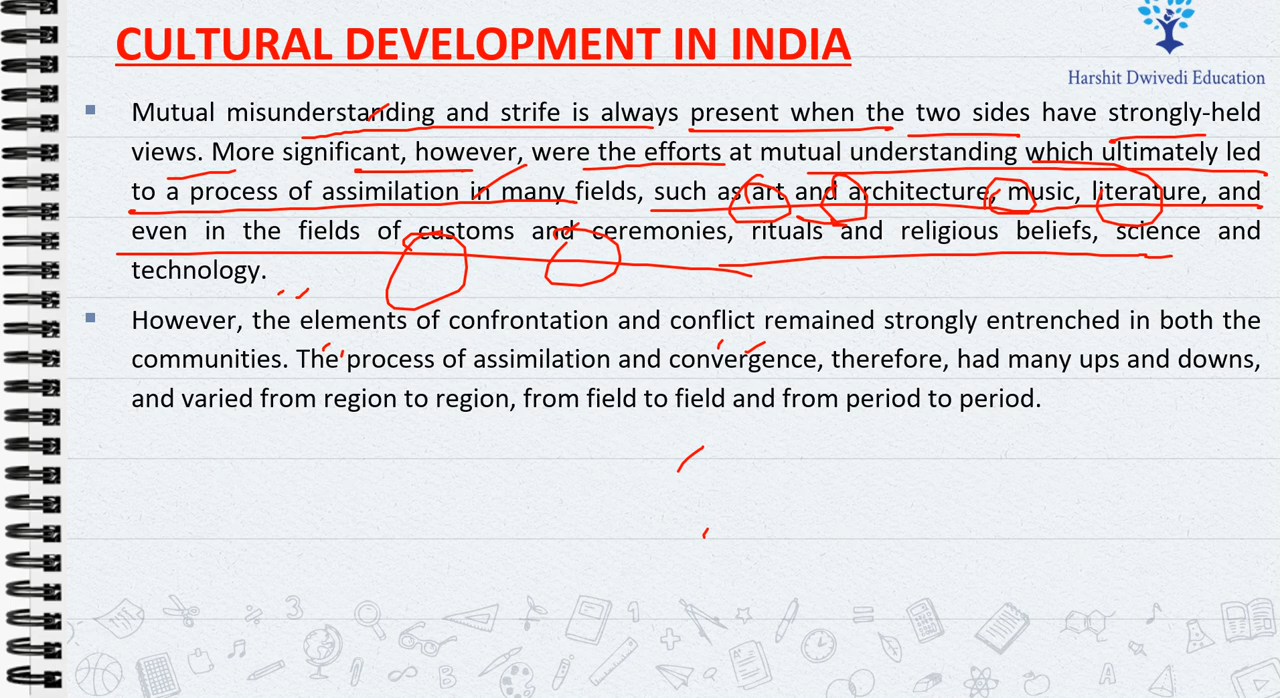 CULTURAL DEVELOPMENT IN INDIA
Harshit Dwivedi Education
Mutual misunderstanding and strife is always present when the two sides have strongly-held
views. More significant, however, were the efforts at mutual understanding which ultimately led
to a process of assimilation in many fields, such as art and architecture, music, literature, and
even in the fields of customs and ceremonies, rituals and religious beliefs, science and
technology.
However, the elements of confrontation and conflict remained strongly entrenched in both the
communities. The process of assimilation and convergence, therefore, had many ups and downs,
and varied from region to region, from field to field and from period to period.